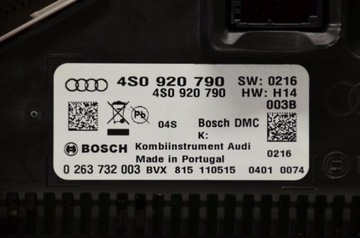 4S0 920 790 SW: 0216
4S0 920 790 HW: H14
003B
Pb
04S Bosch DMC
K:
BOSCH Kombiinstrument Audi 0216
Made in Portugal
0 263 732 003 BVX 815 110515 0401 0074